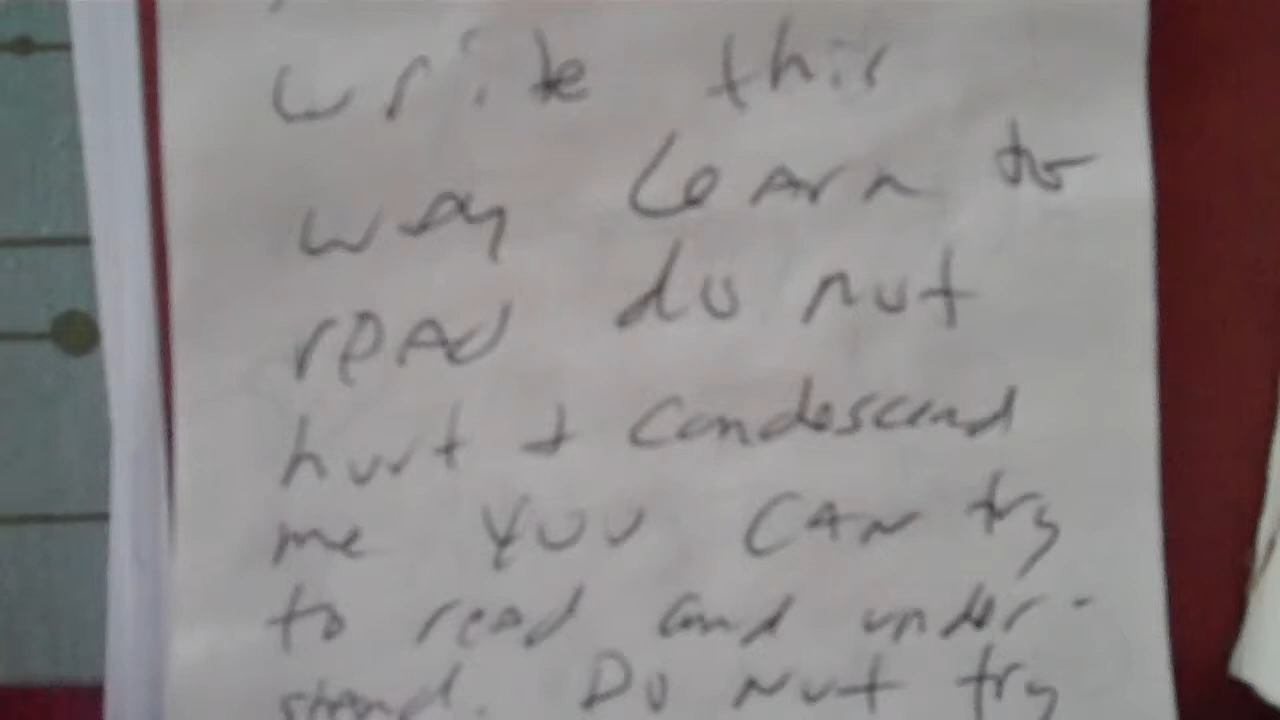 write this
way learn to
read do not
hurt + condescend
me you can try
to read and under-
stand. Do not try